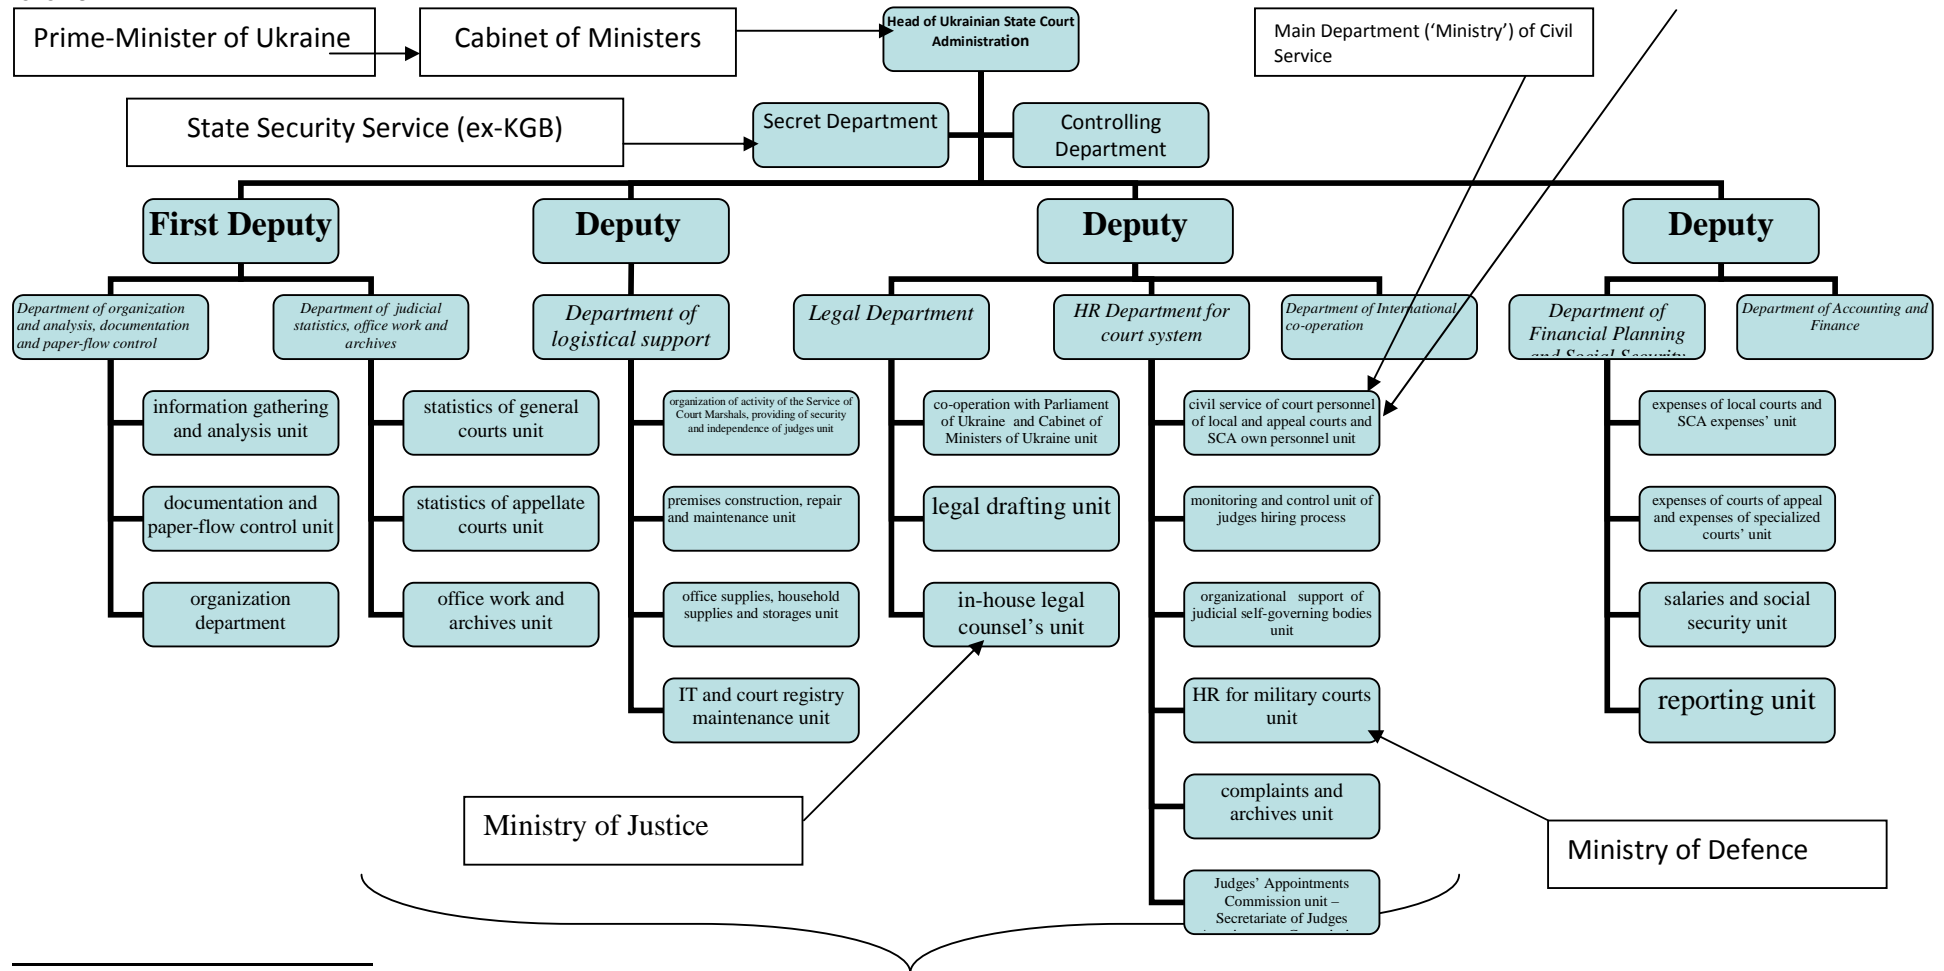 Prime-Minister of Ukraine
Cabinet of Ministers
Head of Ukrainian State Court
Administration
Main Department (‘Ministry’) of Civil
Service
State Security Service (ex-KGB)
Secret Department
Controlling
Department
First Deputy
Deputy
Deputy
Deputy
Department of organization
and analysis, documentation
and paper-flow control
Department of judicial
statistics, office work and
archives
Department of
logistical support
Legal Department
HR Department for
court system
Department of International
co-operation
Department of
Financial Planning
and Social Security
Department of Accounting and
Finance
information gathering
and analysis unit
documentation and
paper-flow control unit
organization
department
statistics of general
courts unit
statistics of appellate
courts unit
office work and
archives unit
organization of activity of the Service of
Court Marshals, providing of security
and independence of judges unit
premises construction, repair
and maintenance unit
office supplies, household
supplies and storages unit
IT and court registry
maintenance unit
co-operation with Parliament
of Ukraine and Cabinet of
Ministers of Ukraine unit
legal drafting unit
in-house legal
counsel’s unit
civil service of court personnel
of local and appeal courts and
SCA own personnel unit
monitoring and control unit of
judges hiring process
organizational support of
judicial self-governing bodies
unit
HR for military courts
unit
complaints and
archives unit
Judges’ Appointments
Commission unit –
Secretariate of Judges
expenses of local courts and
SCA expenses’ unit
expenses of courts of appeal
and expenses of specialized
courts’ unit
salaries and social
security unit
reporting unit
Ministry of Justice
Ministry of Defence